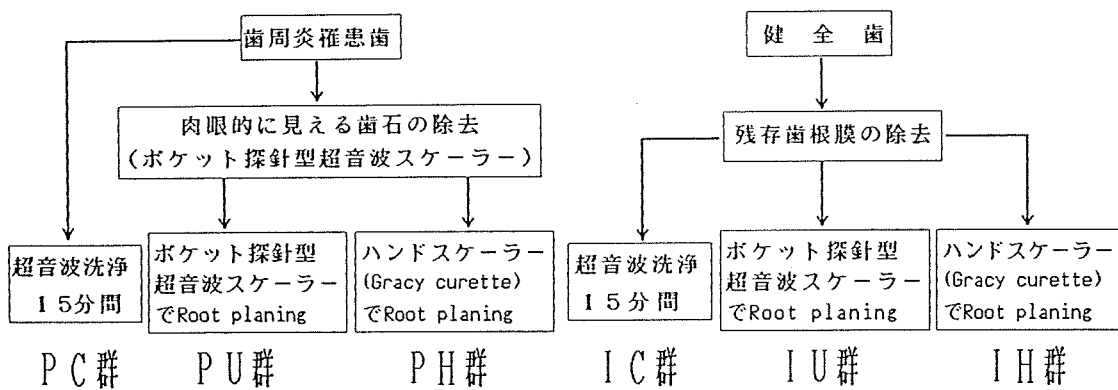 歯周炎罹患歯
健 全 歯
肉眼的に見える歯石の除去
(ポケット探針型超音波スケーラー)
残存歯根膜の除去
超音波洗浄
15分間
ポケット探針型
超音波スケーラー
でRoot planing
ハンドスケーラー
(Gracy curette)
でRoot planing
超音波洗浄
15分間
ポケット探針型
超音波スケーラー
でRoot planing
ハンドスケーラー
(Gracy curette)
でRoot planing
PC群 PU群 PH群 IC群 IU群 IH群